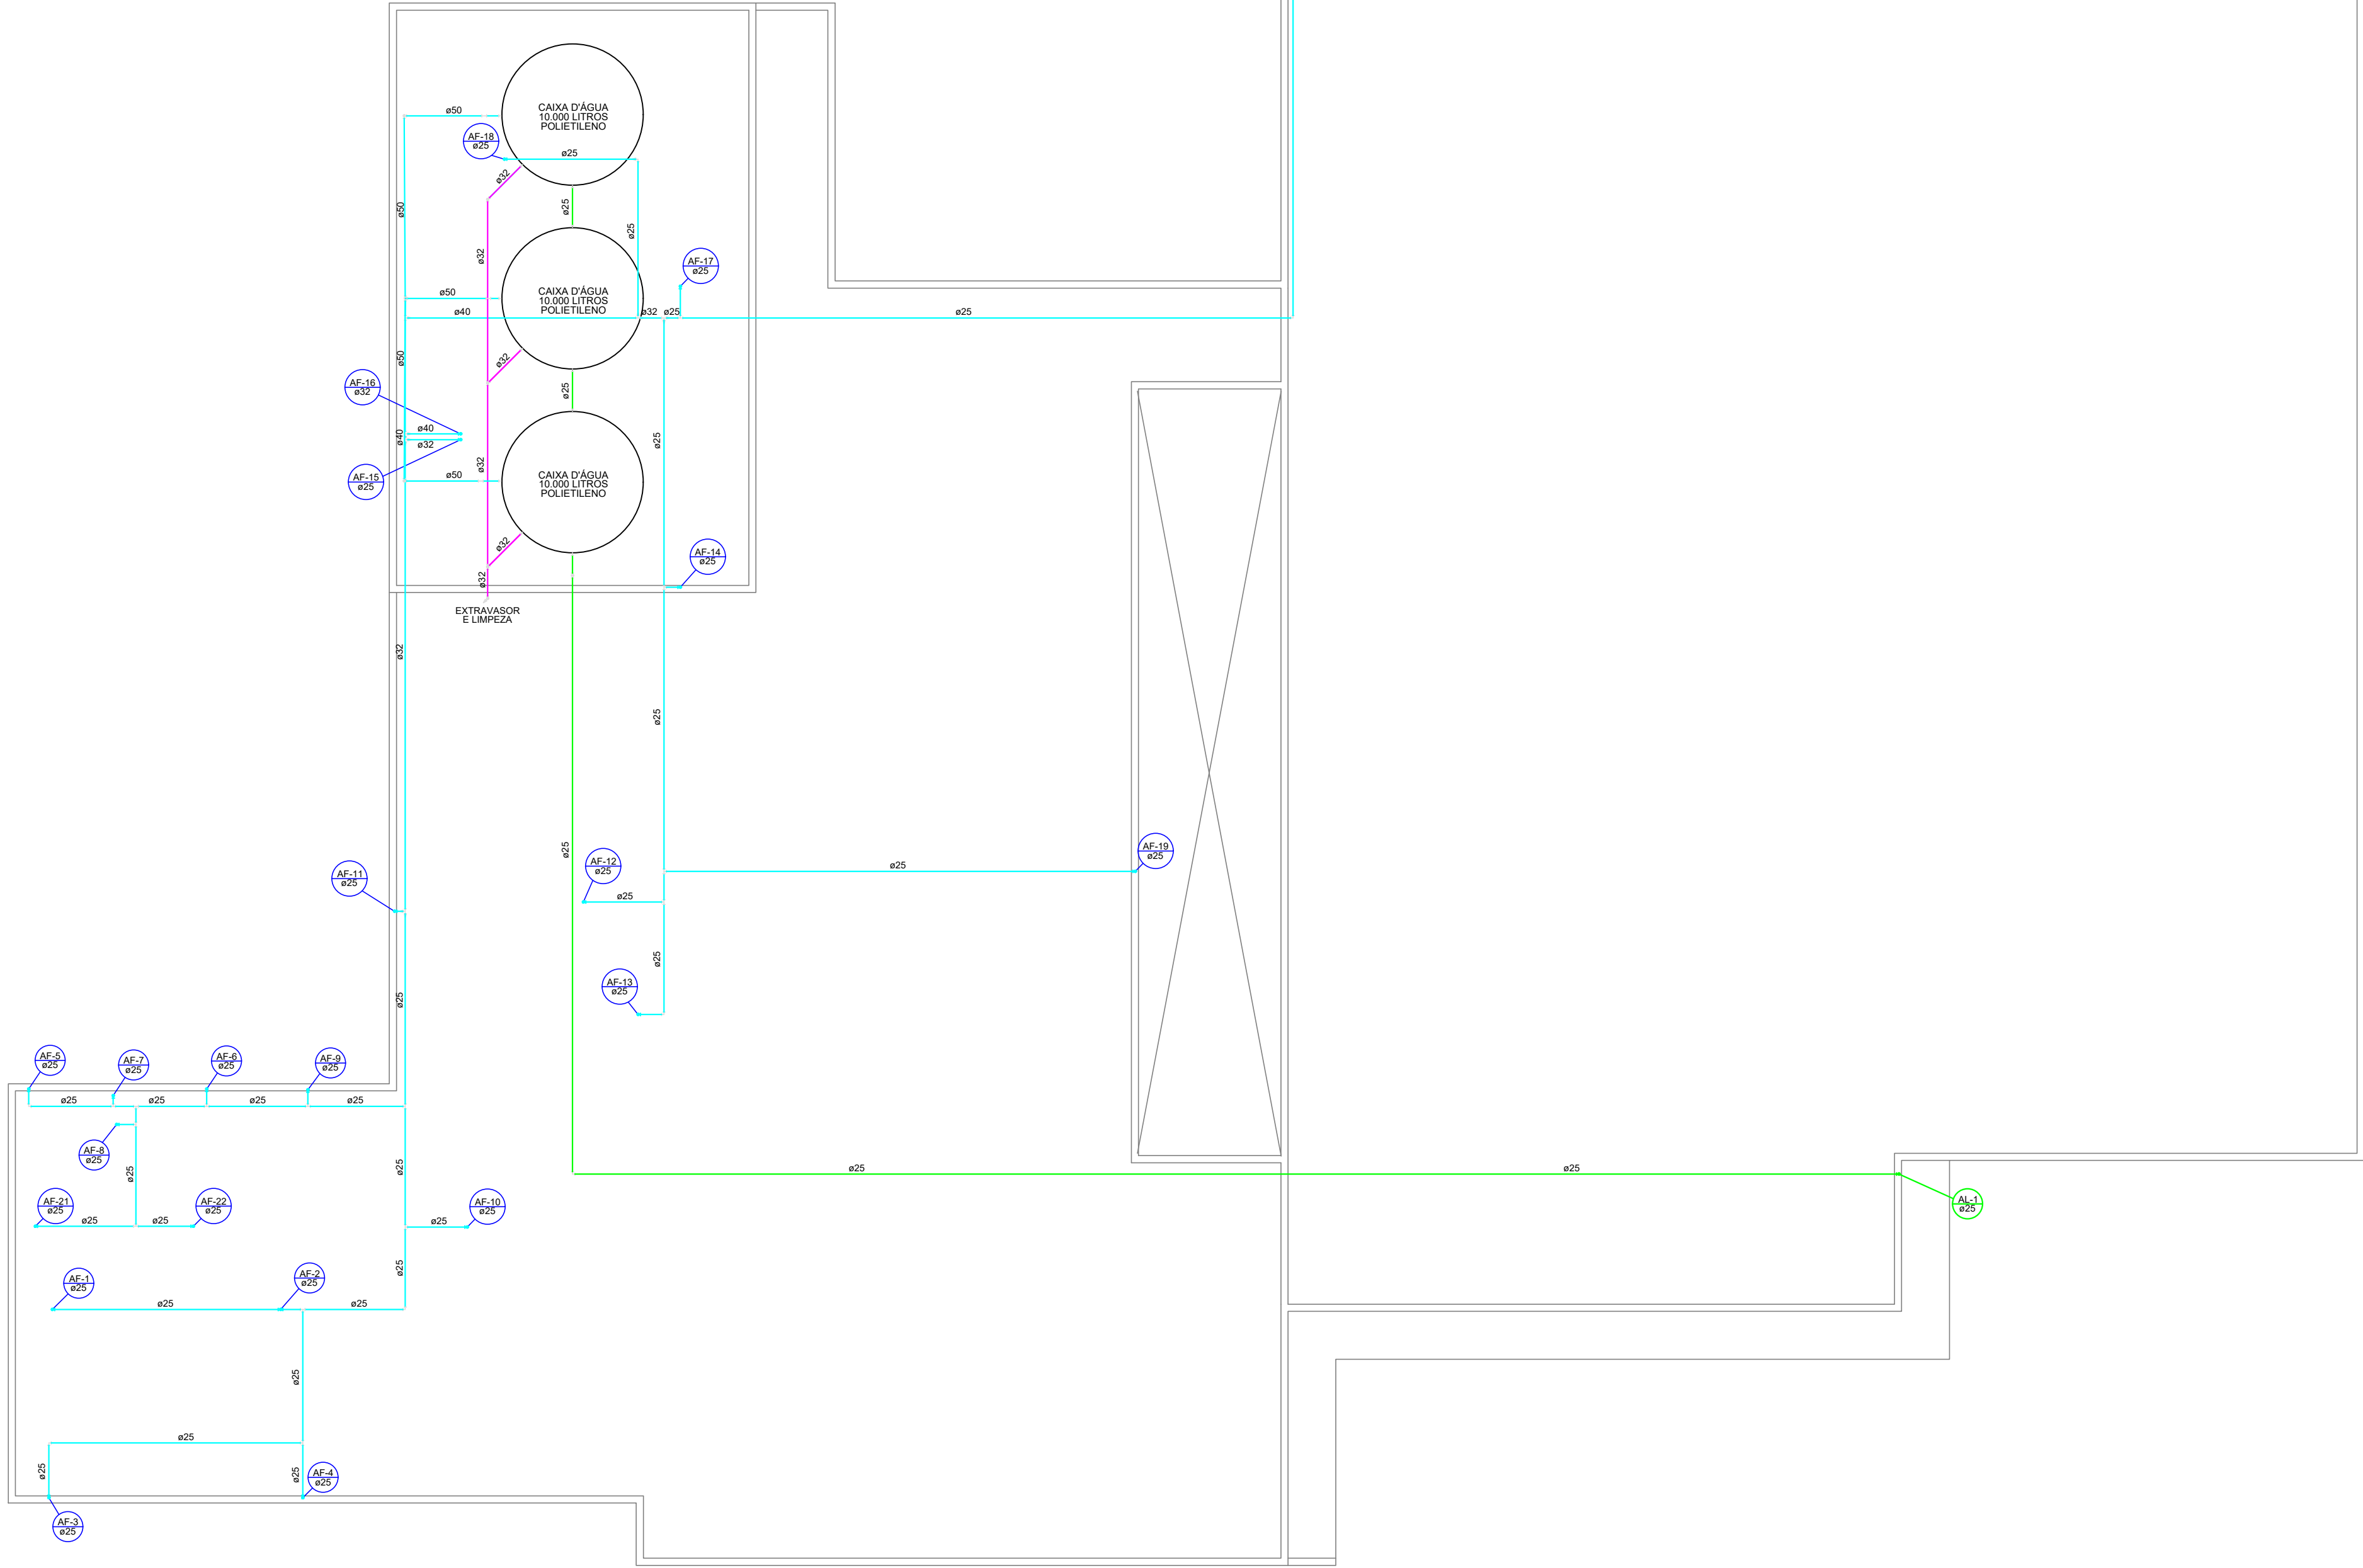 ø50
CAIXA D'ÁGUA
10.000 LITROS
POLIETILENO
AF-18
ø25
ø25
ø32
ø50
ø25
ø25
ø32
AF-17
ø25
ø50
CAIXA D'ÁGUA
10.000 LITROS
POLIETILENO
ø40
ø32
ø25
ø25
ø50
ø32
AF-16
ø32
ø25
ø40
ø40
ø32
ø25
AF-15
ø25
ø32
ø50
CAIXA D'ÁGUA
10.000 LITROS
POLIETILENO
ø32
AF-14
ø25
ø32
EXTRAVASOR
E LIMPEZA
ø32
ø25
AF-11
ø25
ø25
AF-12
ø25
ø25
ø25
AF-19
ø25
ø25
AF-13
ø25
ø25
AF-5
ø25
AF-7
ø25
AF-6
ø25
AF-9
ø25
ø25
ø25
ø25
ø25
AF-8
ø25
ø25
ø25
ø25
ø25
AF-21
ø25
AF-22
ø25
AF-10
ø25
AL-1
ø25
ø25
ø25
ø25
AF-1
ø25
AF-2
ø25
ø25
ø25
ø25
ø25
ø25
ø25
ø25
AF-4
ø25
AF-3
ø25